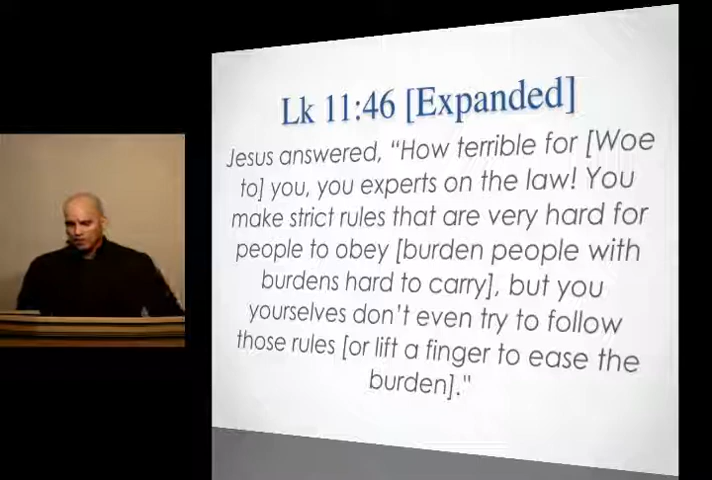 Lk 11:46 [Expanded]
Jesus answered, “How terrible for [Woe
to] you, you experts on the law! You
make strict rules that are very hard for
people to obey [burden people with
burdens hard to carry], but you
yourselves don’t even try to follow
those rules [or lift a finger to ease the
burden]."